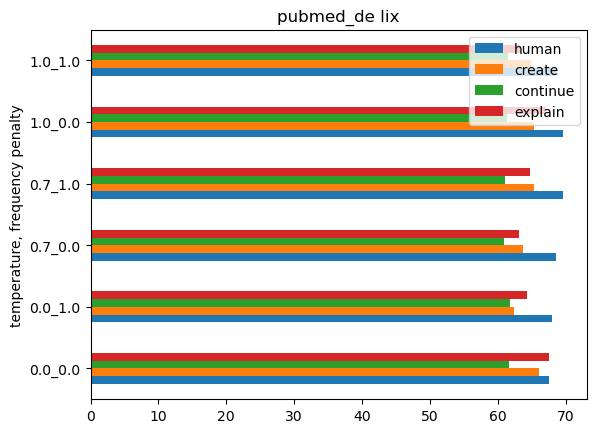 pubmed_de lix
human
create
continue
explain
temperature, frequency penalty
1.0_1.0
1.0_0.0
0.7_1.0
0.7_0.0
0.0_1.0
0.0_0.0
0 10 20 30 40 50 60 70